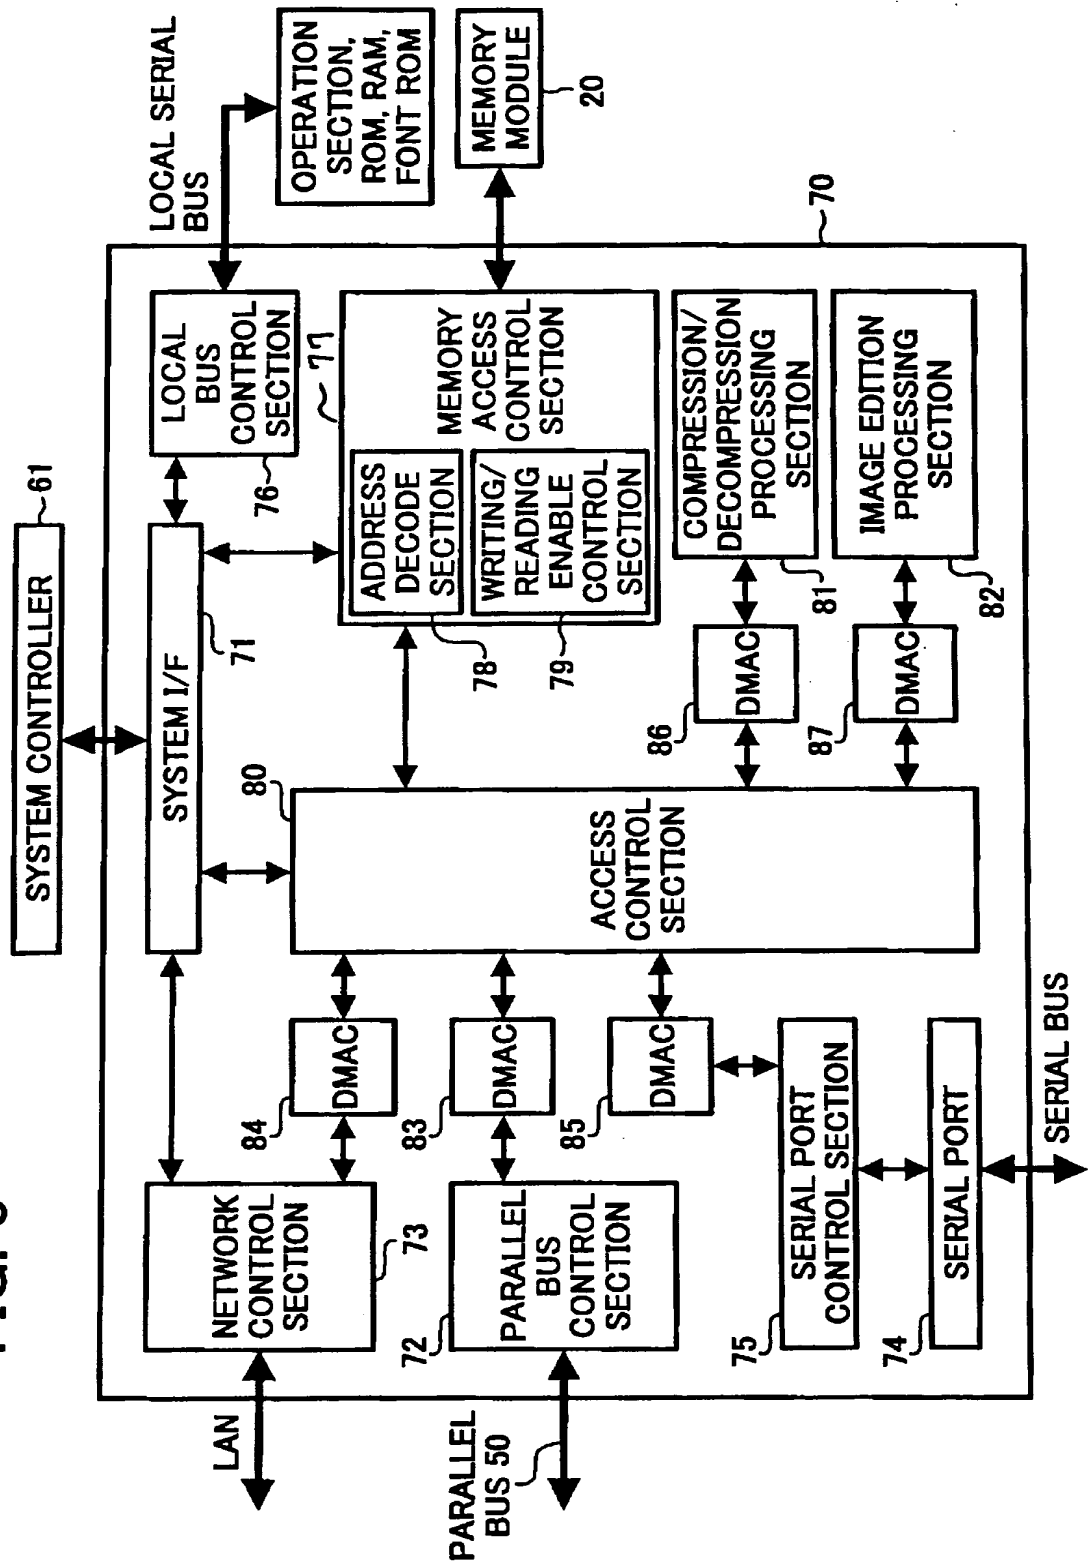 SYSTEM CONTROLLER
61
LOCAL SERIAL
BUS
OPERATION
SECTION,
ROM, RAM,
FONT ROM
MEMORY
MODULE
20
70
SYSTEM I/F
71
LOCAL
BUS
CONTROL
SECTION
76
77
MEMORY
ACCESS
CONTROL
SECTION
ADDRESS
DECODE
SECTION
78
WRITING/
READING
ENABLE
CONTROL
SECTION
79
COMPRESSION/
DECOMPRESSION
PROCESSING
SECTION
81
IMAGE EDITION
PROCESSING
SECTION
82
DMAC
86
DMAC
87
80
ACCESS
CONTROL
SECTION
DMAC
84
DMAC
83
DMAC
85
NETWORK
CONTROL
SECTION
73
PARALLEL
BUS
CONTROL
SECTION
72
SERIAL PORT
CONTROL SECTION
75
SERIAL PORT
74
LAN
PARALLEL
BUS 50
SERIAL BUS